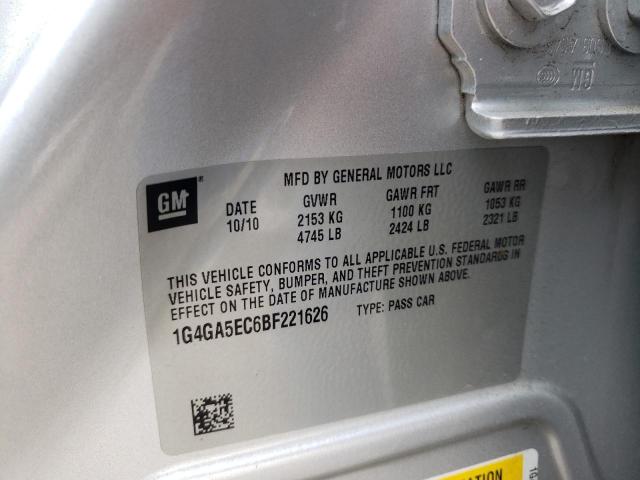 MFD BY GENERAL MOTORS LLC
GM
DATE GVWR GAWR FRT GAWR RR
10/10 2153 KG 1100 KG 1053 KG
4745 LB 2424 LB 2321 LB
THIS VEHICLE CONFORMS TO ALL APPLICABLE U.S. FEDERAL MOTOR
VEHICLE SAFETY, BUMPER, AND THEFT PREVENTION STANDARDS IN
EFFECT ON THE DATE OF MANUFACTURE SHOWN ABOVE.
1G4GA5EC6BF221626 TYPE: PASS CAR
GM